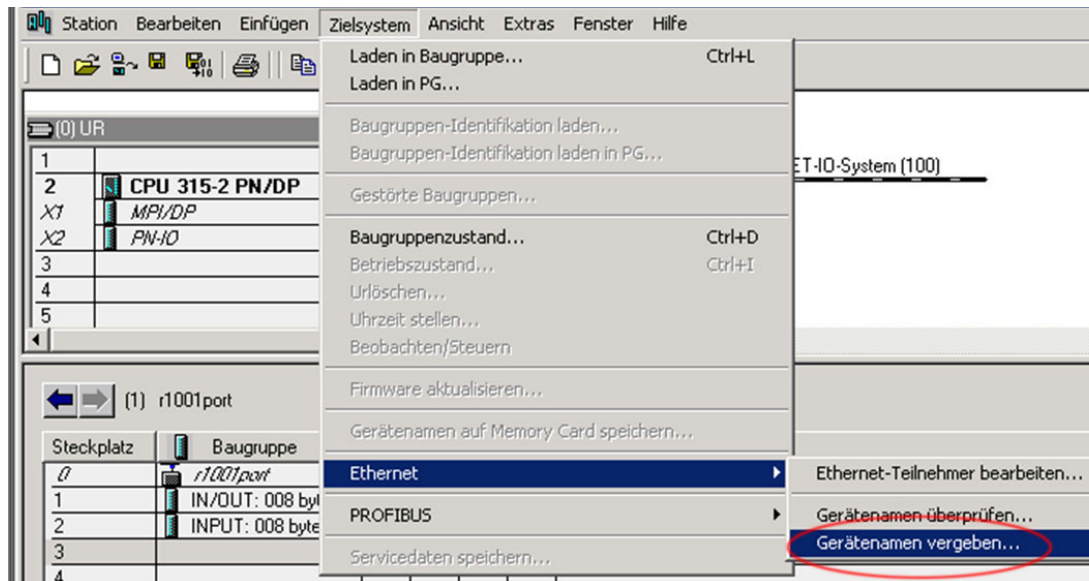 Station Bearbeiten Einfügen Zielsystem Ansicht Extras Fenster Hilfe
Laden in Baugruppe... Ctrl+L
Laden in PG...
Baugruppen-Identifikation laden...
Baugruppen-Identifikation laden in PG...
Gestörte Baugruppen...
Baugruppenzustand... Ctrl+D
Betriebszustand... Ctrl+I
Urlöschen...
Uhrzeit stellen...
Beobachten/Steuern
Firmware aktualisieren...
Gerätenamen auf Memory Card speichern...
Ethernet
PROFIBUS
Servicedaten speichern...
Ethernet-Teilnehmer bearbeiten...
Gerätenamen überprüfen...
Gerätenamen vergeben...
(0) UR
1
2 CPU 315-2 PN/DP
X1 MPI/DP
X2 PN-IO
3
4
5
ET-IO-System (100)
(1) r1001port
Steckplatz Baugruppe
0 r1001port
1 IN/OUT: 008 by
2 INPUT: 008 byte
3
4